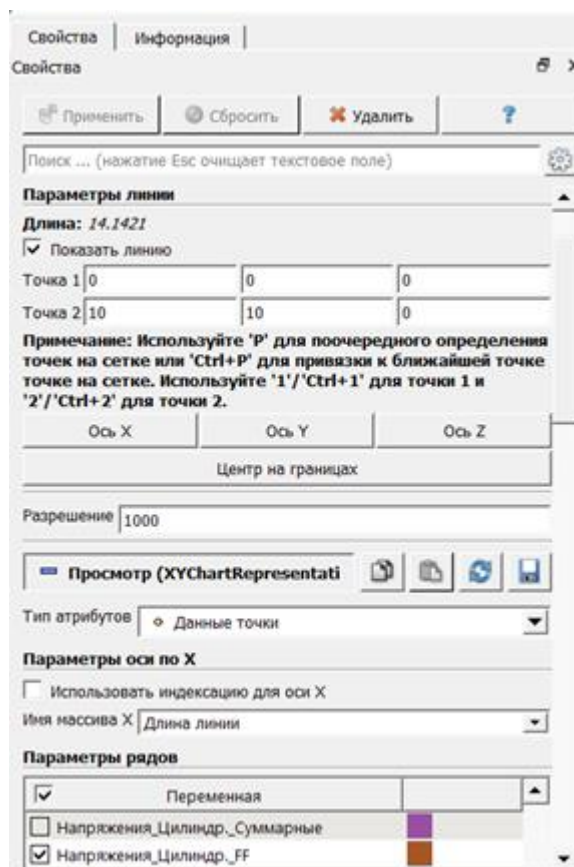 Свойства Информация
Свойства
Применить Сбросить Удалить ?
Поиск ... (нажатие Esc очищает текстовое поле)
Параметры линии
Длина: 14.1421
Показать линию
Точка 1 0 0 0
Точка 2 10 10 0
Примечание: Используйте 'P' для поочередного определения
точек на сетке или 'Ctrl+P' для привязки к ближайшей точке
точке на сетке. Используйте '1'/'Ctrl+1' для точки 1 и
'2'/'Ctrl+2' для точки 2.
Ось X Ось Y Ось Z
Центр на границах
Разрешение 1000
Просмотр (XYChartRepresentati
Тип атрибутов Данные точки
Параметры оси по X
Использовать индексацию для оси X
Имя массива X Длина линии
Параметры рядов
Переменная
Напряжения_Цилиндр._Суммарные
Напряжения_Цилиндр._FF